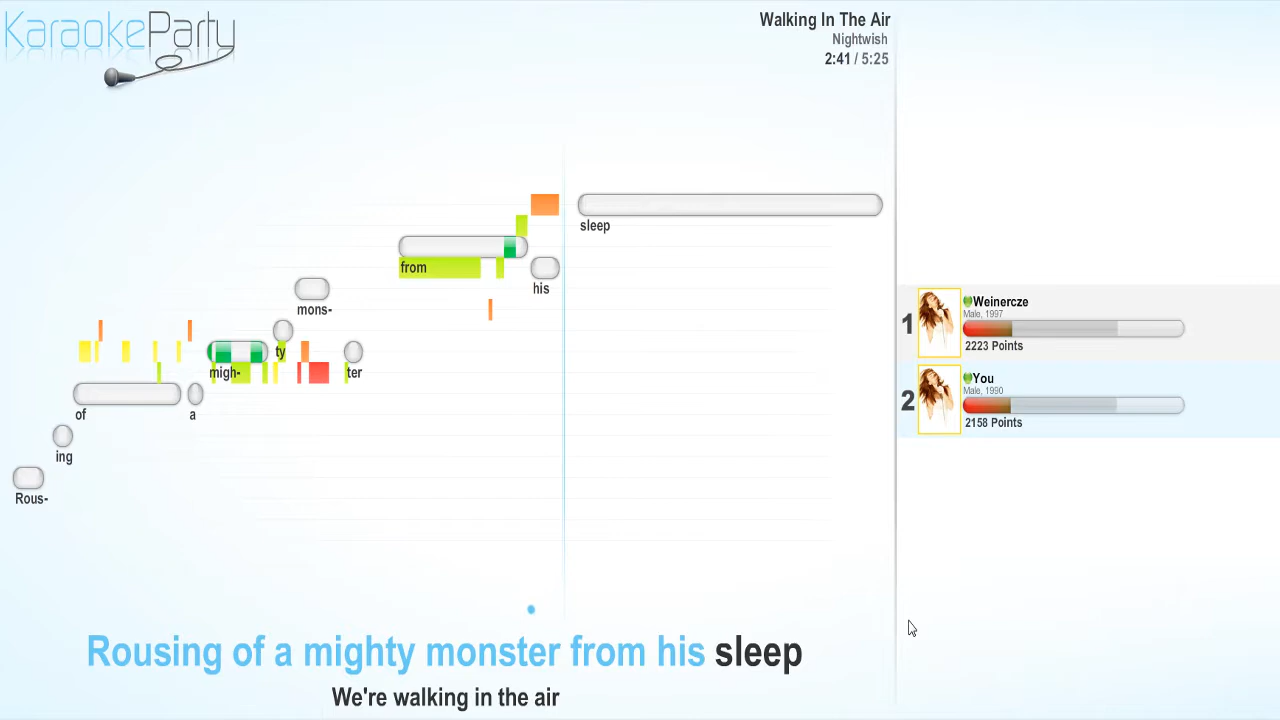 KaraokeParty
Walking In The Air
Nightwish
2:41 / 5:25
sleep
from
his
mons-
ty
migh-
ter
of
a
ing
Rous-
1
Weinercze
Male, 1997
2223 Points
2
You
Male, 1990
2158 Points
Rousing of a mighty monster from his sleep
We're walking in the air